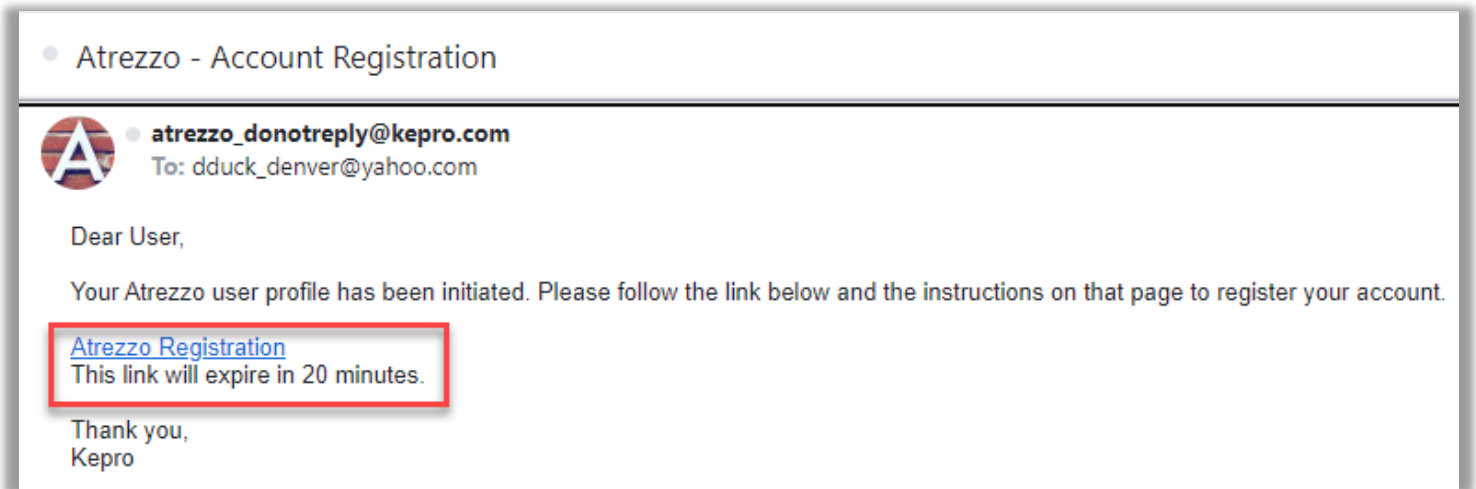 Atrezzo - Account Registration
A
atrezzo_donotreply@kepro.com
To: dduck_denver@yahoo.com
Dear User,
Your Atrezzo user profile has been initiated. Please follow the link below and the instructions on that page to register your account.
Atrezzo Registration
This link will expire in 20 minutes.
Thank you,
Kepro